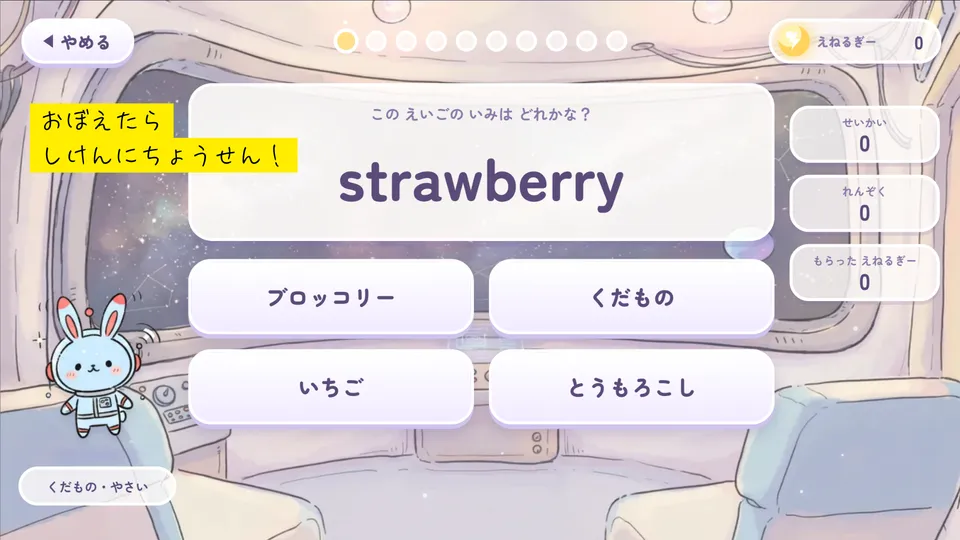 ◀ やめる
えねるぎー 0
おぼえたら
しけんにちょうせん！
この えいごの いみは どれかな？
strawberry
せいかい
0
れんぞく
0
もらった えねるぎー
0
ブロッコリー
くだもの
いちご
とうもろこし
くだもの・やさい